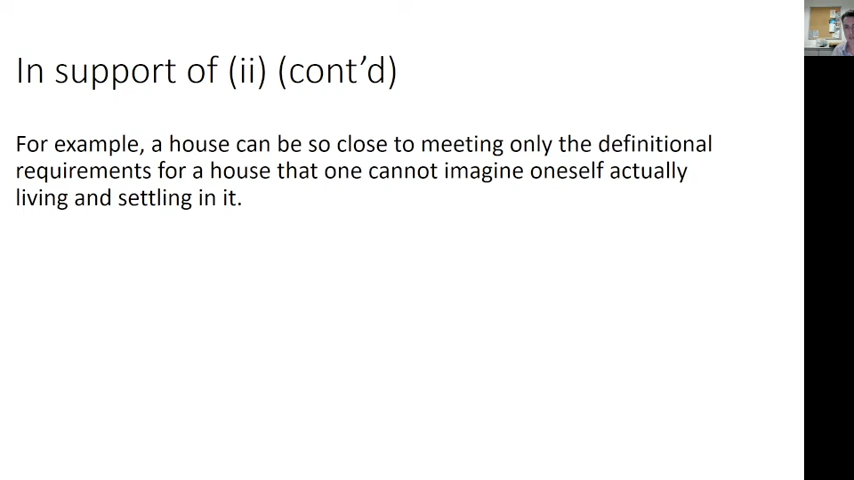 In support of (ii) (cont’d)
For example, a house can be so close to meeting only the definitional
requirements for a house that one cannot imagine oneself actually
living and settling in it.